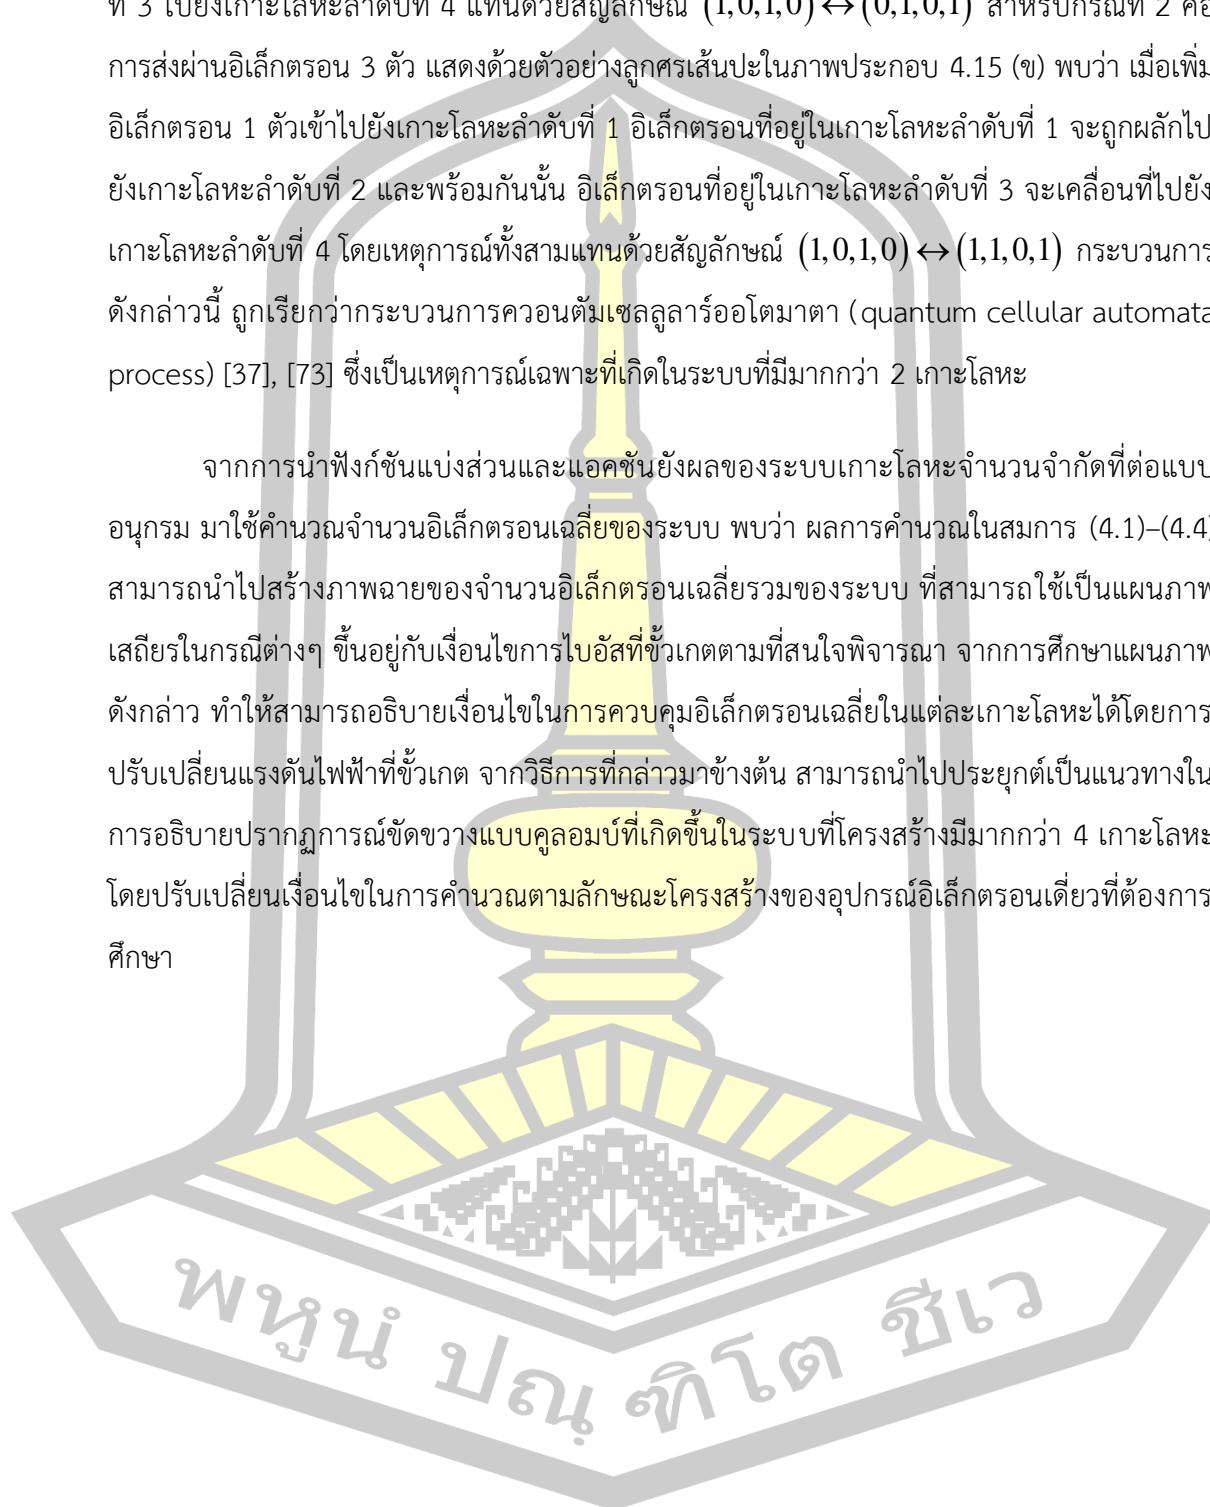 ที่ 3 ไปยังเกาะโลหะลำดับที่ 4 แทนด้วยสัญลักษณ์ (1,0,1,0)↔(0,1,0,1) สำหรับกรณีที่ 2 คือ
การส่งผ่านอิเล็กตรอน 3 ตัว แสดงด้วยตัวอย่างลูกศรเส้นปะในภาพประกอบ 4.15 (ข) พบว่า เมื่อเพิ่ม
อิเล็กตรอน 1 ตัวเข้าไปยังเกาะโลหะลำดับที่ 1 อิเล็กตรอนที่อยู่ในเกาะโลหะลำดับที่ 1 จะถูกผลักไป
ยังเกาะโลหะลำดับที่ 2 และพร้อมกันนั้น อิเล็กตรอนที่อยู่ในเกาะโลหะลำดับที่ 3 จะเคลื่อนที่ไปยัง
เกาะโลหะลำดับที่ 4 โดยเหตุการณ์ทั้งสามแทนด้วยสัญลักษณ์ (1,0,1,0)↔(1,1,0,1) กระบวนการ
ดังกล่าวนี้ ถูกเรียกว่ากระบวนการควอนตัมเซลลูลาร์ออโตมาตา (quantum cellular automata
process) [37], [73] ซึ่งเป็นเหตุการณ์เฉพาะที่เกิดในระบบที่มีมากกว่า 2 เกาะโลหะ
จากการนำฟังก์ชันแบ่งส่วนและแอคชันยังผลของระบบเกาะโลหะจำนวนจำกัดที่ต่อแบบ
อนุกรม มาใช้คำนวณจำนวนอิเล็กตรอนเฉลี่ยของระบบ พบว่า ผลการคำนวณในสมการ (4.1)–(4.4)
สามารถนำไปสร้างภาพฉายของจำนวนอิเล็กตรอนเฉลี่ยรวมของระบบ ที่สามารถใช้เป็นแผนภาพ
เสถียรในกรณีต่างๆ ขึ้นอยู่กับเงื่อนไขการไบอัสที่ขั้วเกตตามที่สนใจพิจารณา จากการศึกษาแผนภาพ
ดังกล่าว ทำให้สามารถอธิบายเงื่อนไขในการควบคุมอิเล็กตรอนเฉลี่ยในแต่ละเกาะโลหะได้โดยการ
ปรับเปลี่ยนแรงดันไฟฟ้าที่ขั้วเกต จากวิธีการที่กล่าวมาข้างต้น สามารถนำไปประยุกต์เป็นแนวทางใน
การอธิบายปรากฏการณ์ขัดขวางแบบคูลอมบ์ที่เกิดขึ้นในระบบที่โครงสร้างมีมากกว่า 4 เกาะโลหะ
โดยปรับเปลี่ยนเงื่อนไขในการคำนวณตามลักษณะโครงสร้างของอุปกรณ์อิเล็กตรอนเดี่ยวที่ต้องการ
ศึกษา
พหูนํ ปณฺฑิโต ชีเว